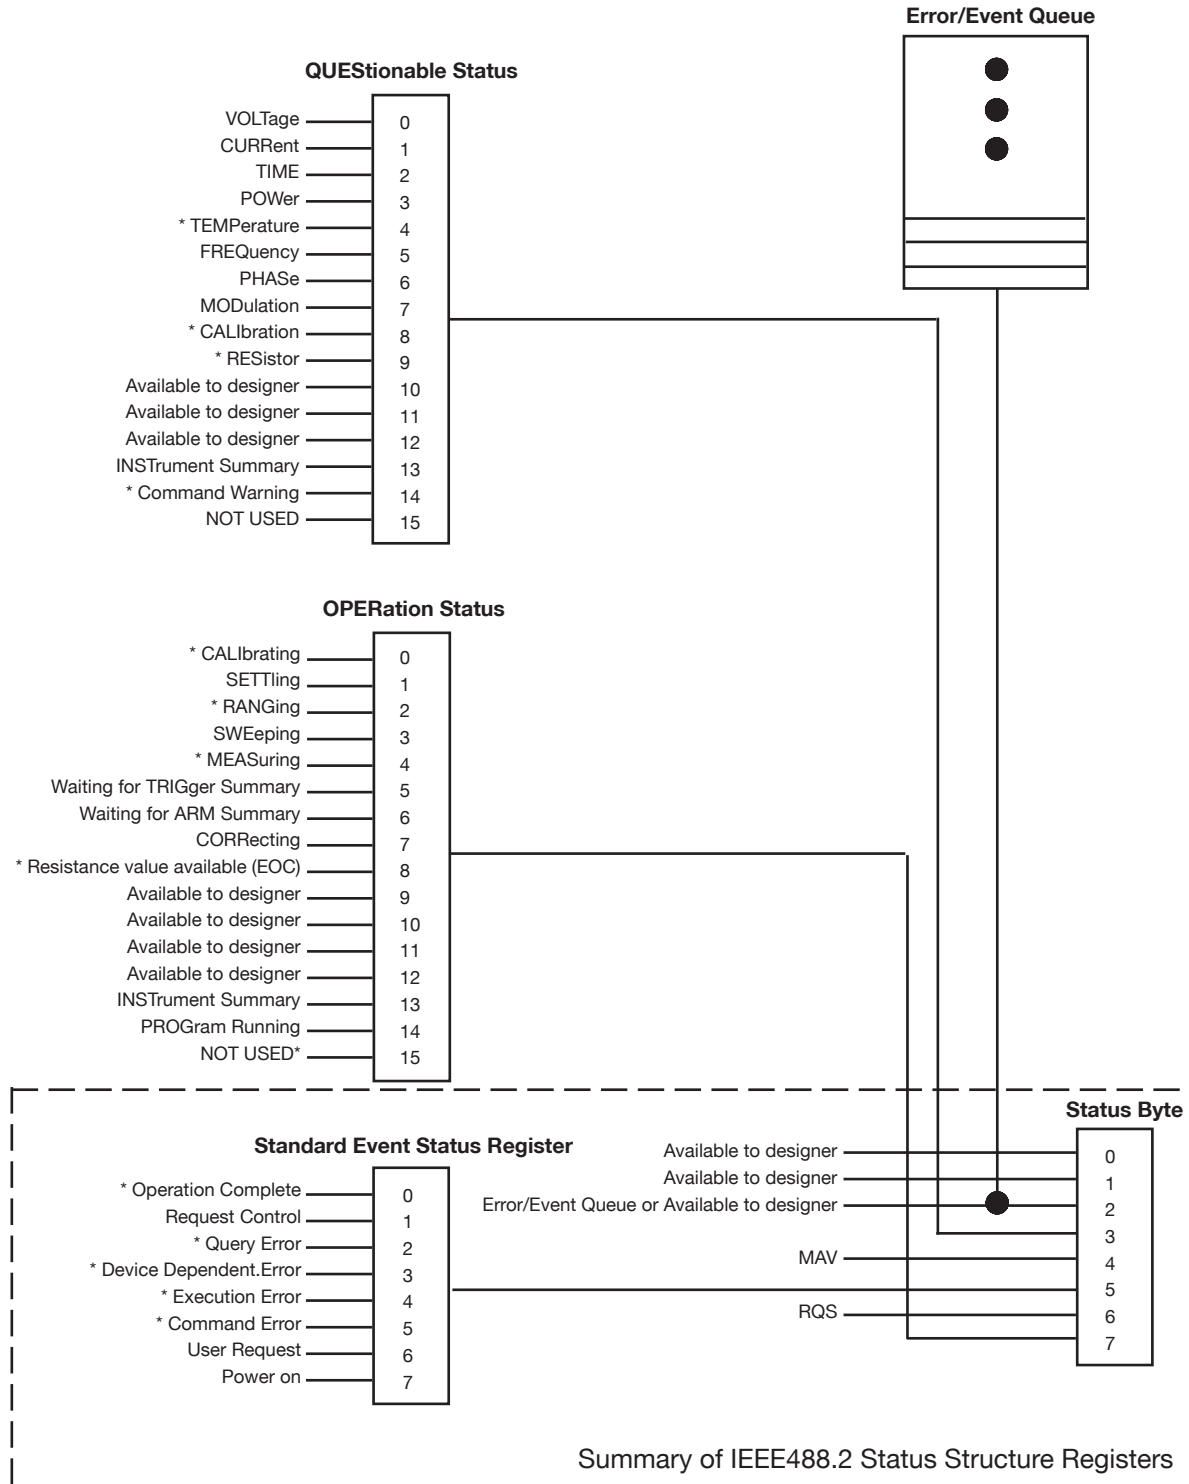 Error/Event Queue
QUEStionable Status
VOLTage 0
CURRent 1
TIME 2
POWer 3
* TEMPerature 4
FREQuency 5
PHASe 6
MODulation 7
* CALIbration 8
* RESistor 9
Available to designer 10
Available to designer 11
Available to designer 12
INSTrument Summary 13
* Command Warning 14
NOT USED 15
OPERation Status
* CALIbrating 0
SETTling 1
* RANGing 2
SWEeping 3
* MEASuring 4
Waiting for TRIGger Summary 5
Waiting for ARM Summary 6
CORRecting 7
* Resistance value available (EOC) 8
Available to designer 9
Available to designer 10
Available to designer 11
Available to designer 12
INSTrument Summary 13
PROGram Running 14
NOT USED* 15
Standard Event Status Register
* Operation Complete 0
Request Control 1
* Query Error 2
* Device Dependent.Error 3
* Execution Error 4
* Command Error 5
User Request 6
Power on 7
Status Byte
Available to designer 0
Available to designer 1
Error/Event Queue or Available to designer 2
3
MAV 4
5
RQS 6
7
Summary of IEEE488.2 Status Structure Registers